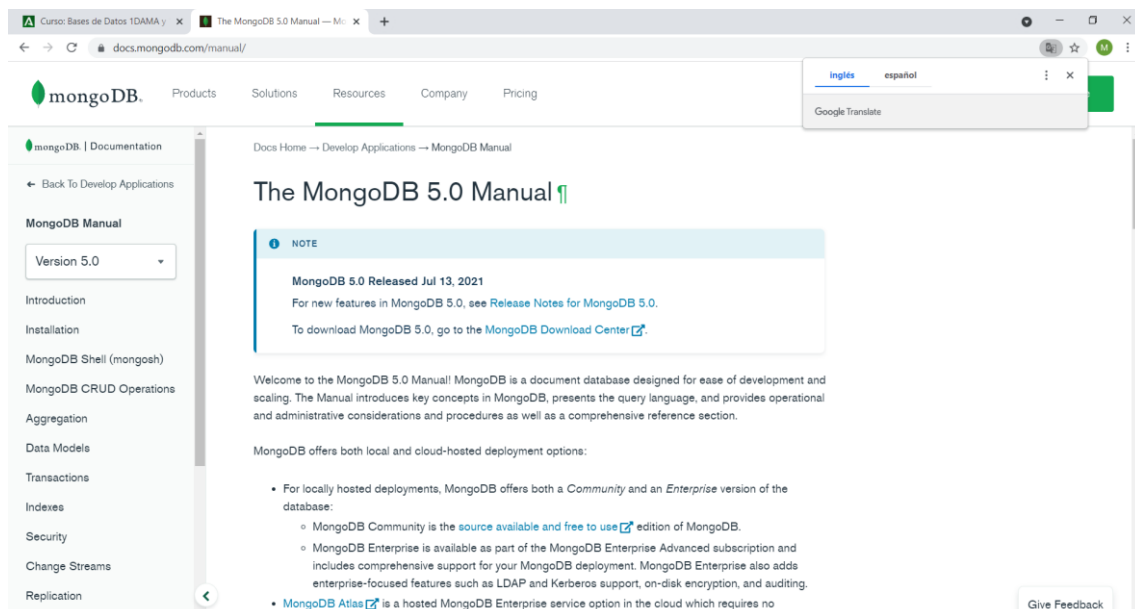 Curso: Bases de Datos 1DAMA y
The MongoDB 5.0 Manual — Mo
docs.mongodb.com/manual/
M
inglés español
Google Translate
mongoDB. Products Solutions Resources Company Pricing
mongoDB. | Documentation
← Back To Develop Applications
MongoDB Manual
Version 5.0
Introduction
Installation
MongoDB Shell (mongosh)
MongoDB CRUD Operations
Aggregation
Data Models
Transactions
Indexes
Security
Change Streams
Replication
Docs Home → Develop Applications → MongoDB Manual
The MongoDB 5.0 Manual ¶
NOTE
MongoDB 5.0 Released Jul 13, 2021
For new features in MongoDB 5.0, see Release Notes for MongoDB 5.0.
To download MongoDB 5.0, go to the MongoDB Download Center.
Welcome to the MongoDB 5.0 Manual! MongoDB is a document database designed for ease of development and
scaling. The Manual introduces key concepts in MongoDB, presents the query language, and provides operational
and administrative considerations and procedures as well as a comprehensive reference section.
MongoDB offers both local and cloud-hosted deployment options:
• For locally hosted deployments, MongoDB offers both a Community and an Enterprise version of the
database:
○ MongoDB Community is the source available and free to use edition of MongoDB.
○ MongoDB Enterprise is available as part of the MongoDB Enterprise Advanced subscription and
includes comprehensive support for your MongoDB deployment. MongoDB Enterprise also adds
enterprise-focused features such as LDAP and Kerberos support, on-disk encryption, and auditing.
• MongoDB Atlas is a hosted MongoDB Enterprise service option in the cloud which requires no
Give Feedback